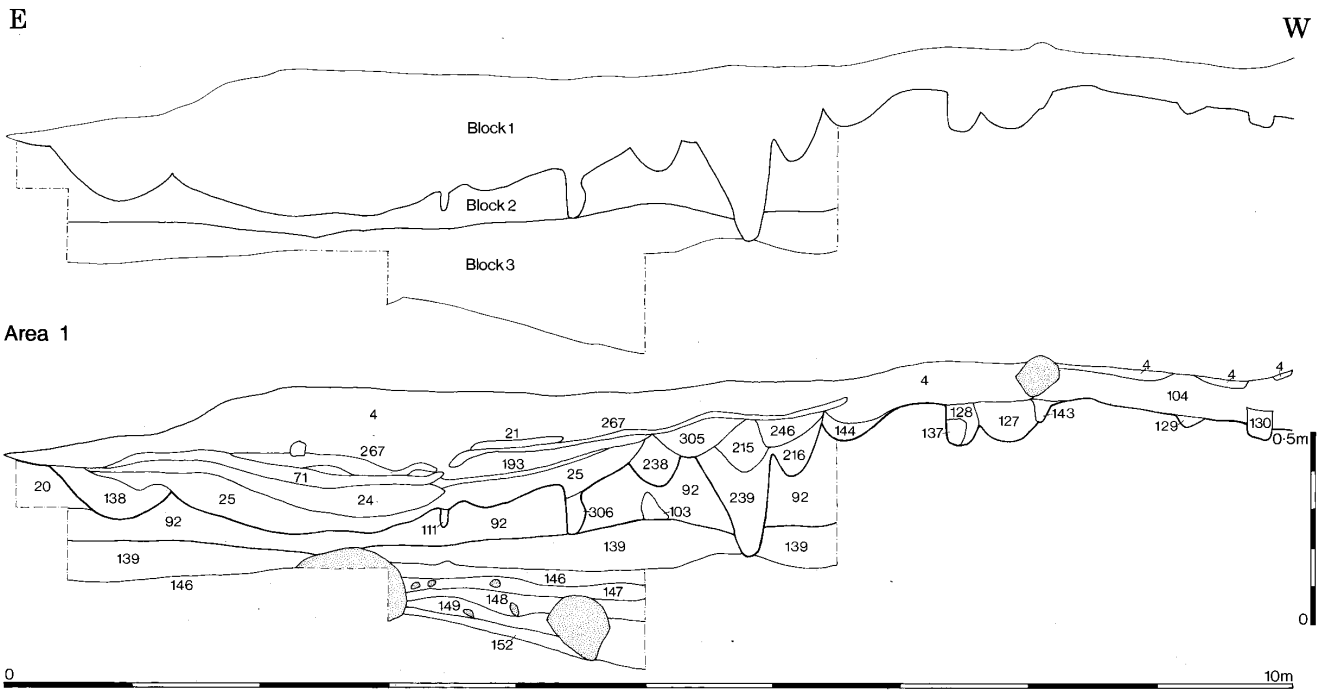 E W
Block 1
Block 2
Block 3
Area 1
4 4 4
4 104
4
21 267
128 127 143
305 246 144
137 129 130
267 193 215 216
0·5m
71 25 238
20 138 25 24 92 239 92
92 111 92 306 103
139 139 139
146 146 147
149 148
152
0
0 10m